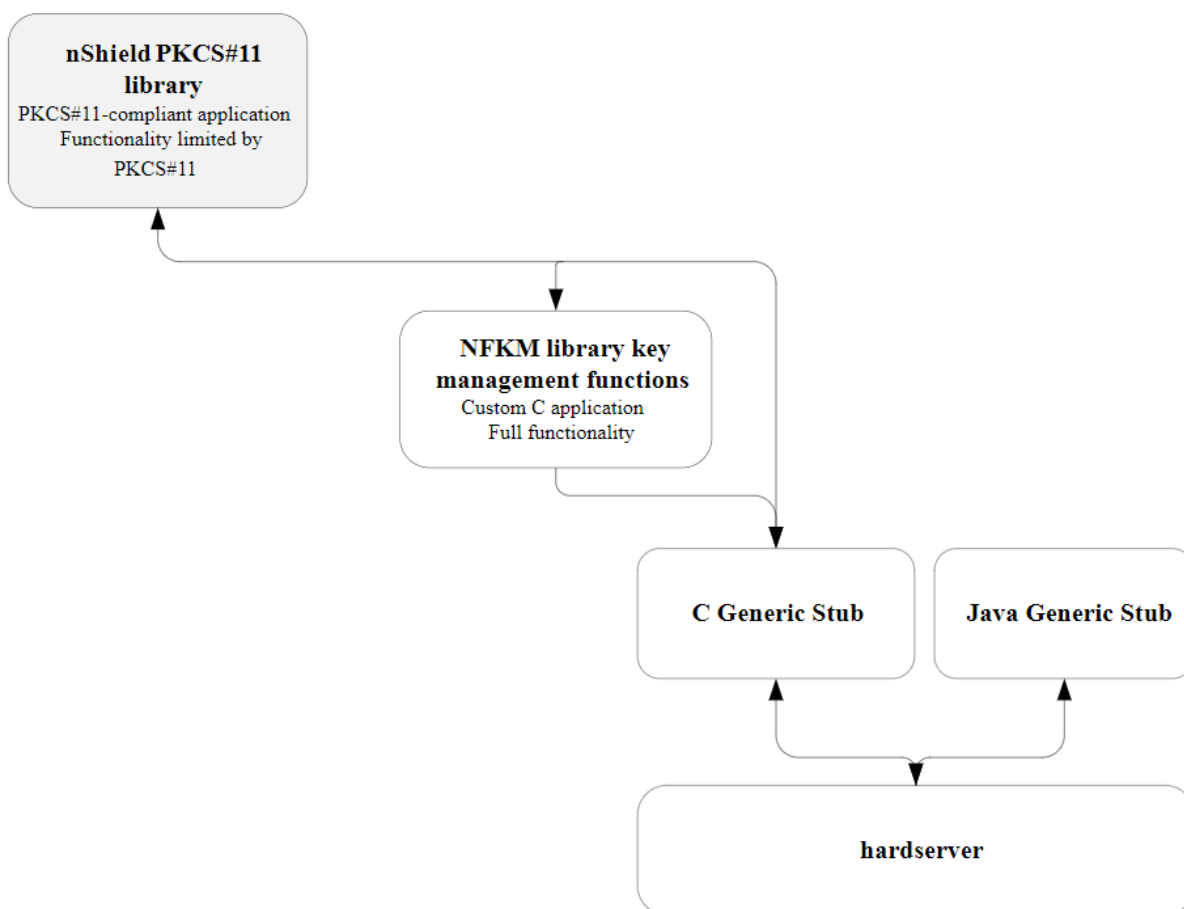 nShield PKCS#11
library
PKCS#11-compliant application
Functionality limited by
PKCS#11
NFKM library key
management functions
Custom C application
Full functionality
C Generic Stub
Java Generic Stub
hardserver